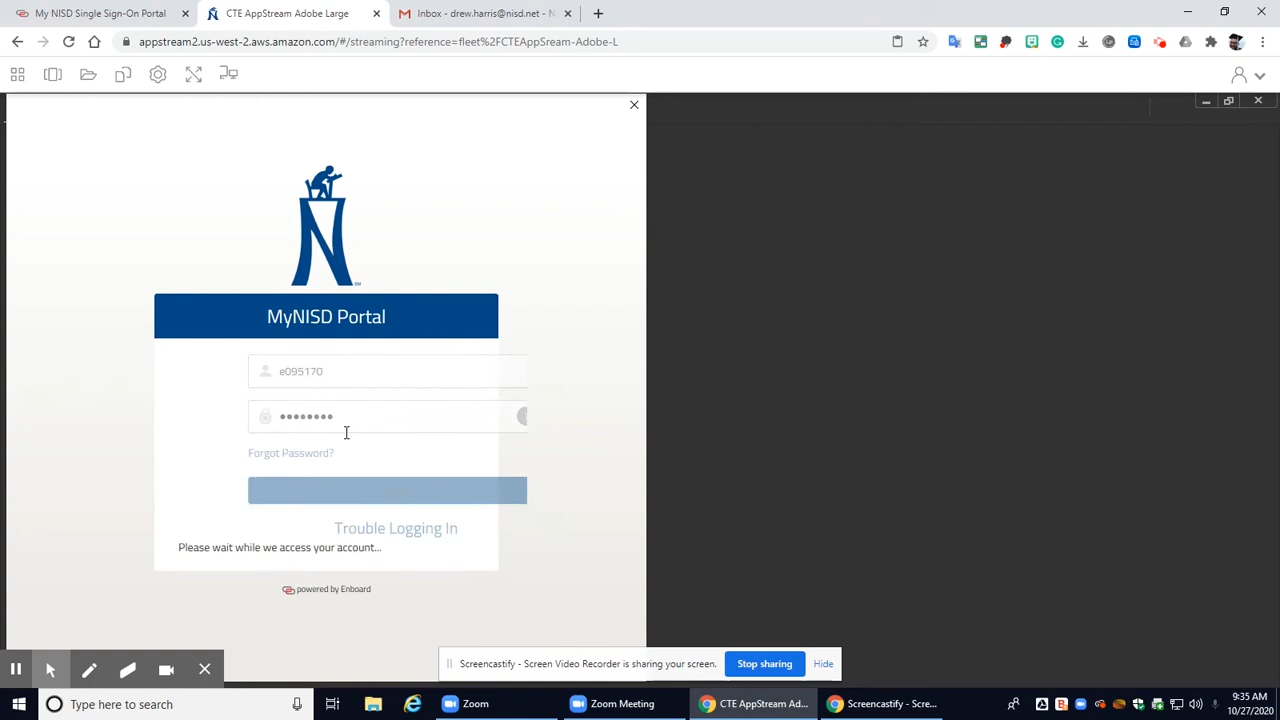 My NISD Single Sign-On Portal
CTE AppStream Adobe Large
Inbox - drew.harris@nisd.net - N
appstream2.us-west-2.aws.amazon.com/#/streaming?reference=fleet%2FCTEAppSream-Adobe-L
N
MyNISD Portal
e095170
Forgot Password?
Trouble Logging In
Please wait while we access your account...
powered by Enboard
Screencastify - Screen Video Recorder is sharing your screen.
Stop sharing
Hide
Type here to search
Zoom
Zoom Meeting
CTE AppStream Ad...
Screencastify - Scre...
9:35 AM
10/27/2020